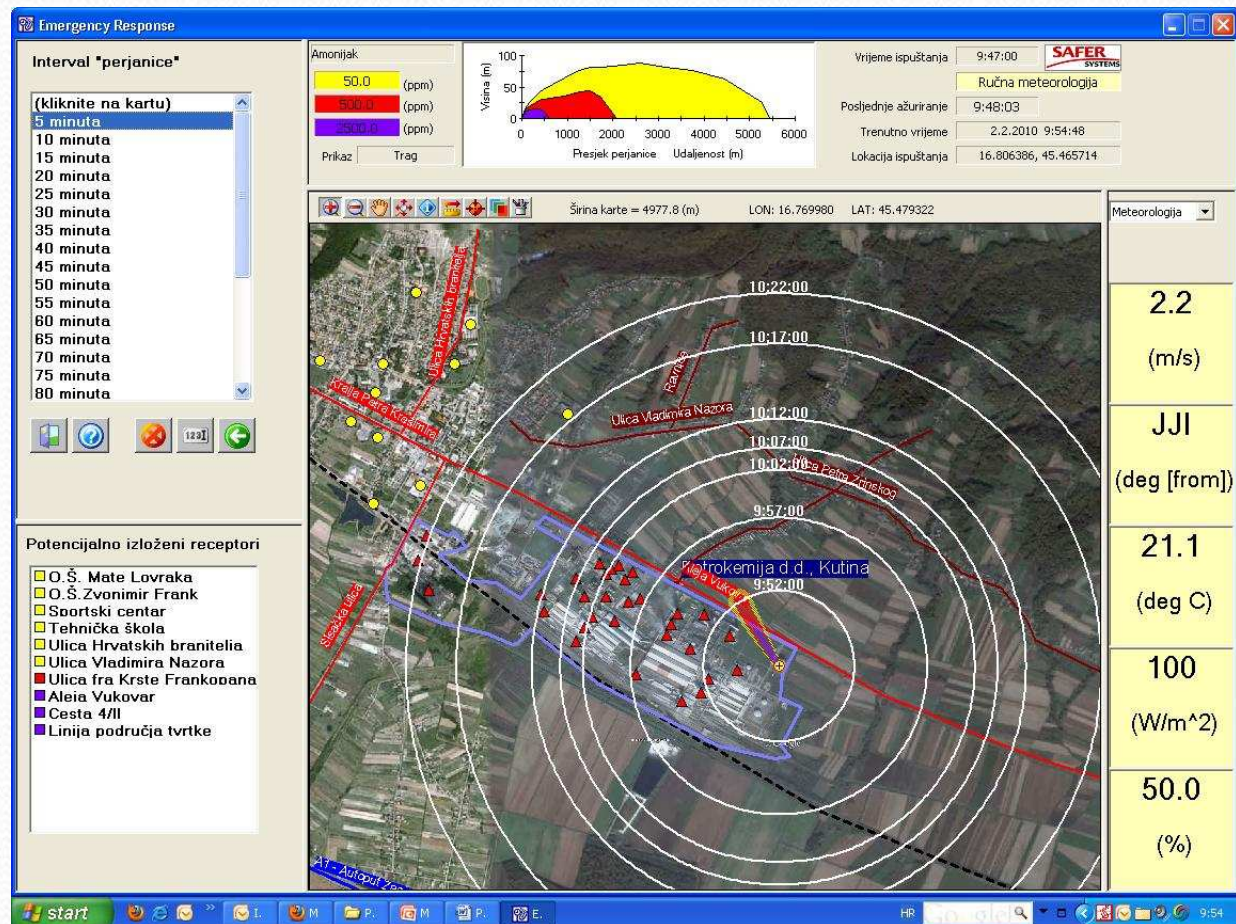 Emergency Response
Interval "perjanice"
(kliknite na kartu)
5 minuta
10 minuta
15 minuta
20 minuta
25 minuta
30 minuta
35 minuta
40 minuta
45 minuta
50 minuta
55 minuta
60 minuta
65 minuta
70 minuta
75 minuta
80 minuta
Potencijalno izloženi receptori
O.Š. Mate Lovraka
O.Š.Zvonimir Frank
Sportski centar
Tehnička škola
Ulica Hrvatskih branitelja
Ulica Vladimira Nazora
Ulica fra Krste Frankopana
Aleja Vukovar
Cesta 4/II
Linija područja tvrtke
Amonijak
50.0 (ppm)
500.0 (ppm)
2500.0 (ppm)
Prikaz Trag
Visina (m)
100
50
0
0 1000 2000 3000 4000 5000 6000
Presjek perjanice Udaljenost (m)
Vrijeme ispuštanja 9:47:00
SAFER
SYSTEMS
Ručna meteorologija
Posljednje ažuriranje 9:48:03
Trenutno vrijeme 2.2.2010 9:54:48
Lokacija ispuštanja 16.806386, 45.465714
Širina karte = 4977.8 (m) LON: 16.769980 LAT: 45.479322
10:22:00
10:17:00
10:12:00
10:07:00
10:02:00
9:57:00
9:52:00
Ulica Hrvatskih branitelja
Kralja Petra Krešimira
Ravnice
Ulica Vladimira Nazora
Ulica Petra Zrinskog
Petrokemija d.d., Kutina
Sisačka ulica
A1 - Autoput
Meteorologija
2.2
(m/s)
JJI
(deg [from])
21.1
(deg C)
100
(W/m^2)
50.0
(%)
start
I.
M
P.
M
P.
E.
HR
9:54